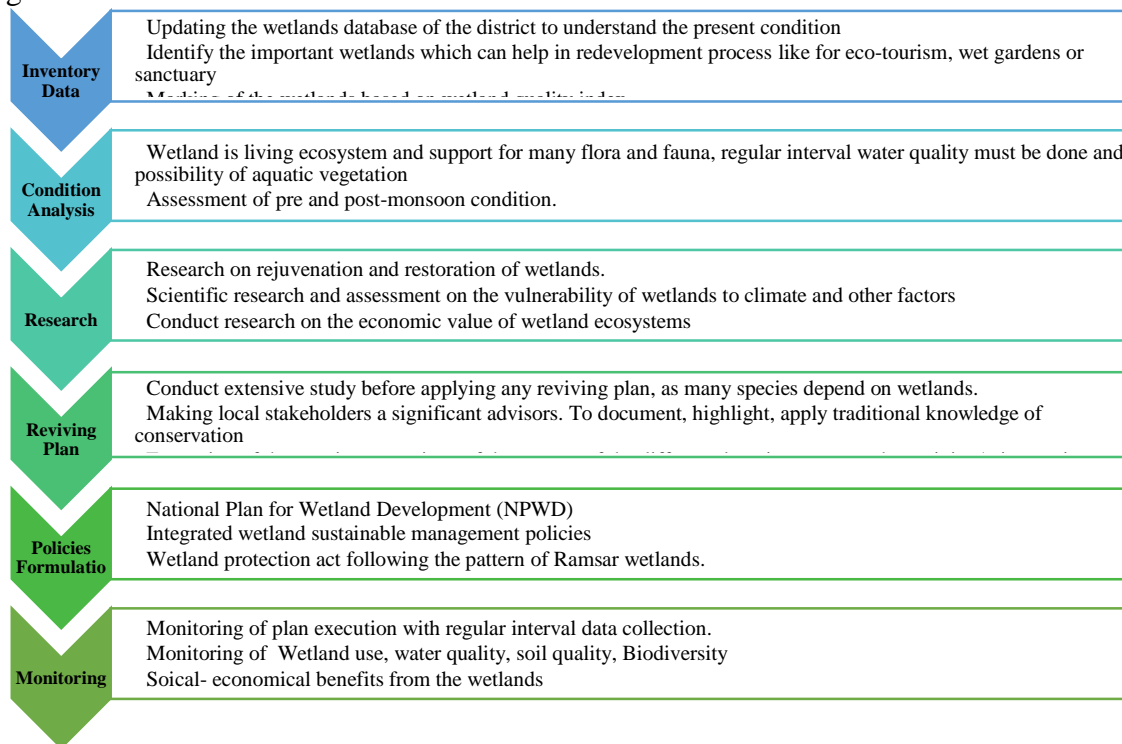 Updating the wetlands database of the district to understand the present condition
Identify the important wetlands which can help in redevelopment process like for eco-tourism, wet gardens or
sanctuary
Marking of the wetlands based on wetland quality index
Inventory
Data
Wetland is living ecosystem and support for many flora and fauna, regular interval water quality must be done and
possibility of aquatic vegetation
Assessment of pre and post-monsoon condition.
Condition
Analysis
Research on rejuvenation and restoration of wetlands.
Scientific research and assessment on the vulnerability of wetlands to climate and other factors
Conduct research on the economic value of wetland ecosystems
Research
Conduct extensive study before applying any reviving plan, as many species depend on wetlands.
Making local stakeholders a significant advisors. To document, highlight, apply traditional knowledge of
conservation
Reviving
Plan
National Plan for Wetland Development (NPWD)
Integrated wetland sustainable management policies
Wetland protection act following the pattern of Ramsar wetlands.
Policies
Formulatio
Monitoring of plan execution with regular interval data collection.
Monitoring of Wetland use, water quality, soil quality, Biodiversity
Soical- economical benefits from the wetlands
Monitoring